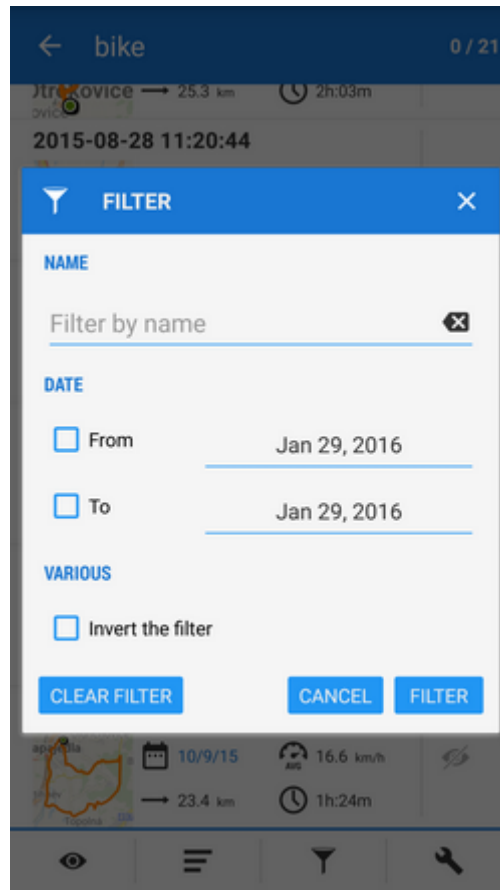 bike 0 / 21
Otrokovice 25.3 km 2h:03m
2015-08-28 11:20:44
FILTER
NAME
Filter by name
DATE
From Jan 29, 2016
To Jan 29, 2016
VARIOUS
Invert the filter
CLEAR FILTER CANCEL FILTER
10/9/15 AVG 16.6 km/h
23.4 km 1h:24m
Topolná